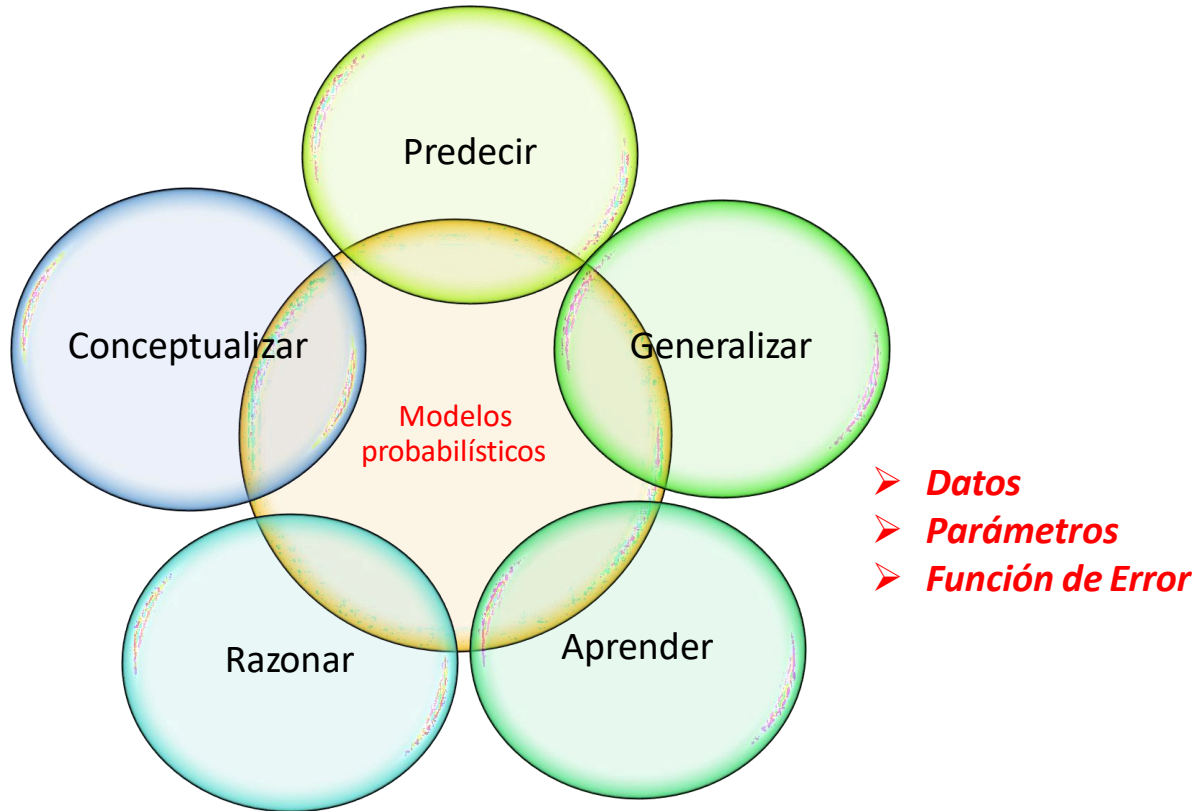 Predecir
Conceptualizar
Generalizar
Modelos
probabilísticos
Razonar
Aprender
➢ Datos
➢ Parámetros
➢ Función de Error